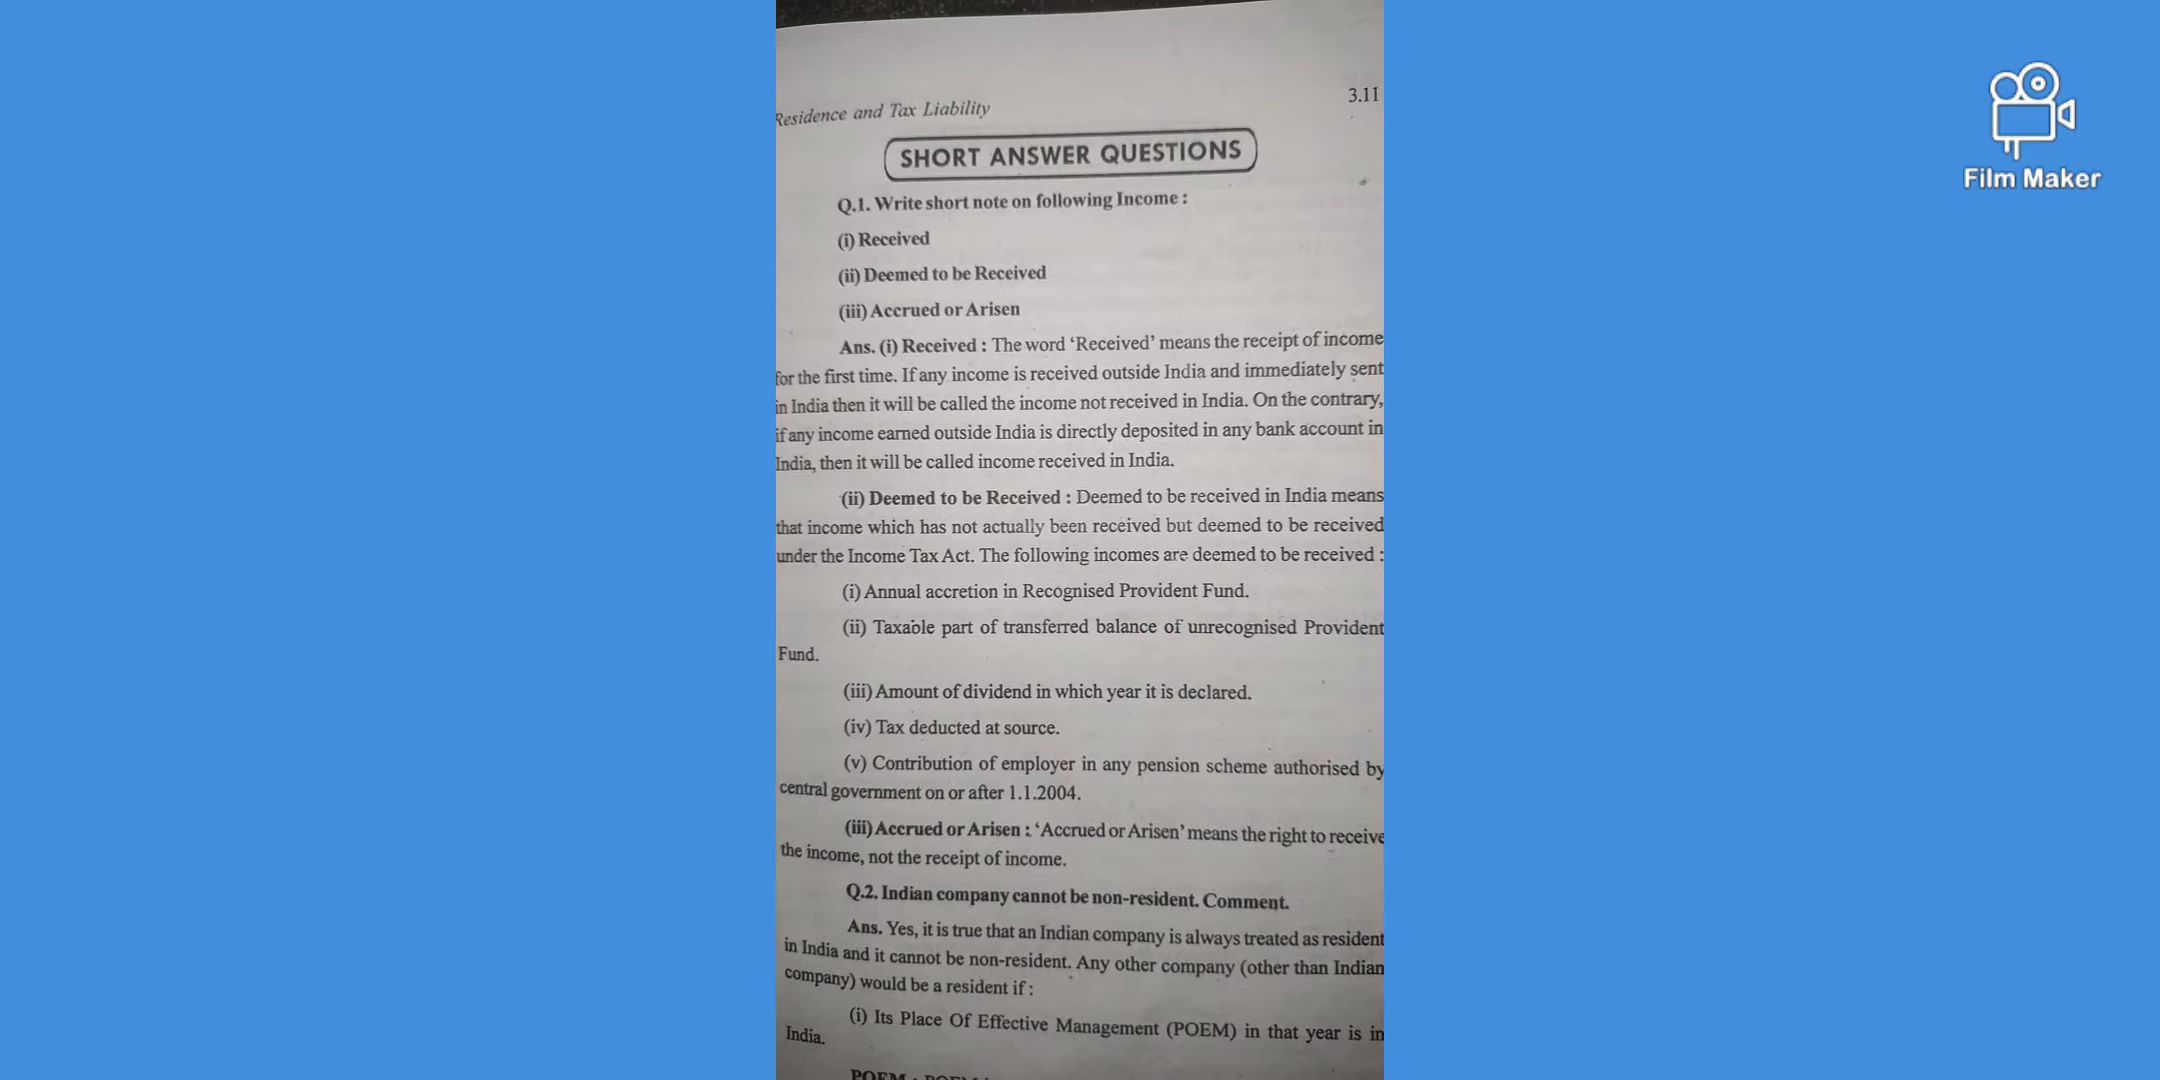 Residence and Tax Liability
3.11
SHORT ANSWER QUESTIONS
Q.1. Write short note on following Income :
(i) Received
(ii) Deemed to be Received
(iii) Accrued or Arisen
Ans. (i) Received : The word ‘Received’ means the receipt of income
for the first time. If any income is received outside India and immediately sent
in India then it will be called the income not received in India. On the contrary,
if any income earned outside India is directly deposited in any bank account in
India, then it will be called income received in India.
(ii) Deemed to be Received : Deemed to be received in India means
that income which has not actually been received but deemed to be received
under the Income Tax Act. The following incomes are deemed to be received :
(i) Annual accretion in Recognised Provident Fund.
(ii) Taxable part of transferred balance of unrecognised Provident
Fund.
(iii) Amount of dividend in which year it is declared.
(iv) Tax deducted at source.
(v) Contribution of employer in any pension scheme authorised by
central government on or after 1.1.2004.
(iii) Accrued or Arisen : ‘Accrued or Arisen’ means the right to receive
the income, not the receipt of income.
Q.2. Indian company cannot be non-resident. Comment.
Ans. Yes, it is true that an Indian company is always treated as resident
in India and it cannot be non-resident. Any other company (other than Indian
company) would be a resident if :
(i) Its Place Of Effective Management (POEM) in that year is in
India.
Film Maker